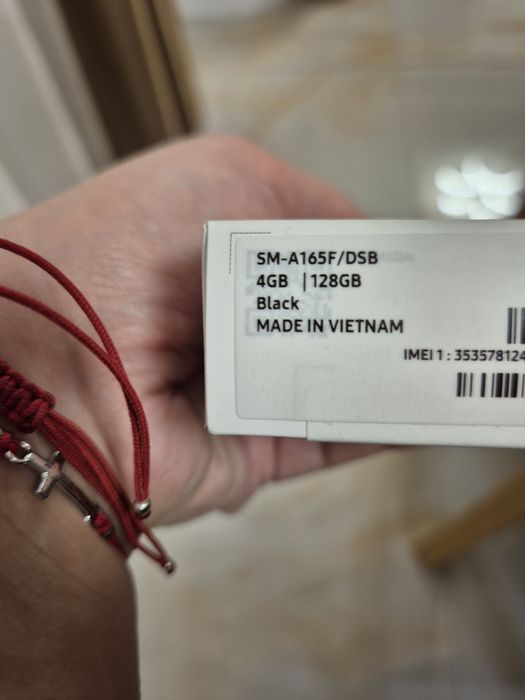 SM-A165F/DSB
4GB | 128GB
Black
MADE IN VIETNAM
IMEI 1 : 353578124